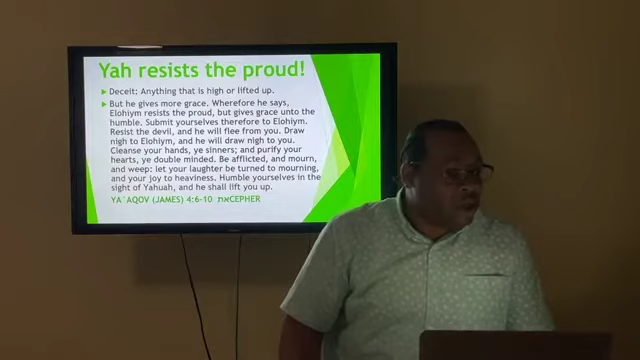 Yah resists the proud!
Deceit: Anything that is high or lifted up.
But he gives more grace. Wherefore he says,
Elohiym resists the proud, but gives grace unto the
humble. Submit yourselves therefore to Elohiym.
Resist the devil, and he will flee from you. Draw
nigh to Elohiym, and he will draw nigh to you.
Cleanse your hands, ye sinners; and purify your
hearts, ye double minded. Be afflicted, and mourn,
and weep: let your laughter be turned to mourning,
and your joy to heaviness. Humble yourselves in the
sight of Yahuah, and he shall lift you up.
YA`AQOV (JAMES) 4:6-10 את CEPHER